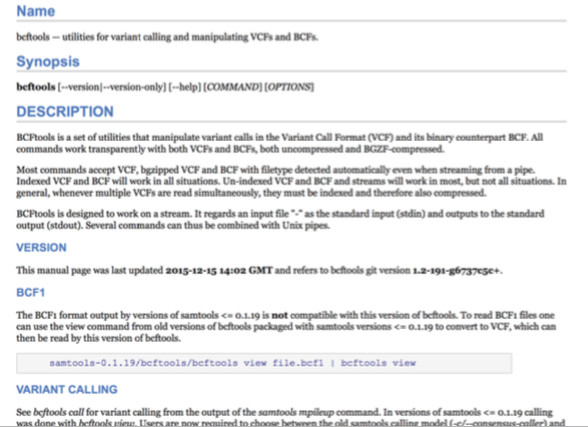 Name
bcftools — utilities for variant calling and manipulating VCFs and BCFs.
Synopsis
bcftools [--version|--version-only] [--help] [COMMAND] [OPTIONS]
DESCRIPTION
BCFtools is a set of utilities that manipulate variant calls in the Variant Call Format (VCF) and its binary counterpart BCF. All
commands work transparently with both VCFs and BCFs, both uncompressed and BGZF-compressed.
Most commands accept VCF, bgzipped VCF and BCF with filetype detected automatically even when streaming from a pipe.
Indexed VCF and BCF will work in all situations. Un-indexed VCF and BCF and streams will work in most, but not all situations. In
general, whenever multiple VCFs are read simultaneously, they must be indexed and therefore also compressed.
BCFtools is designed to work on a stream. It regards an input file "-" as the standard input (stdin) and outputs to the standard
output (stdout). Several commands can thus be combined with Unix pipes.
VERSION
This manual page was last updated 2015-12-15 14:02 GMT and refers to bcftools git version 1.2-191-g6737c5c+.
BCF1
The BCF1 format output by versions of samtools <= 0.1.19 is not compatible with this version of bcftools. To read BCF1 files one
can use the view command from old versions of bcftools packaged with samtools versions <= 0.1.19 to convert to VCF, which can
then be read by this version of bcftools.
samtools-0.1.19/bcftools/bcftools view file.bcf1 | bcftools view
VARIANT CALLING
See bcftools call for variant calling from the output of the samtools mpileup command. In versions of samtools <= 0.1.19 calling
was done with bcftools view. Users are now required to choose between the old samtools calling model (-c/--consensus-caller) and